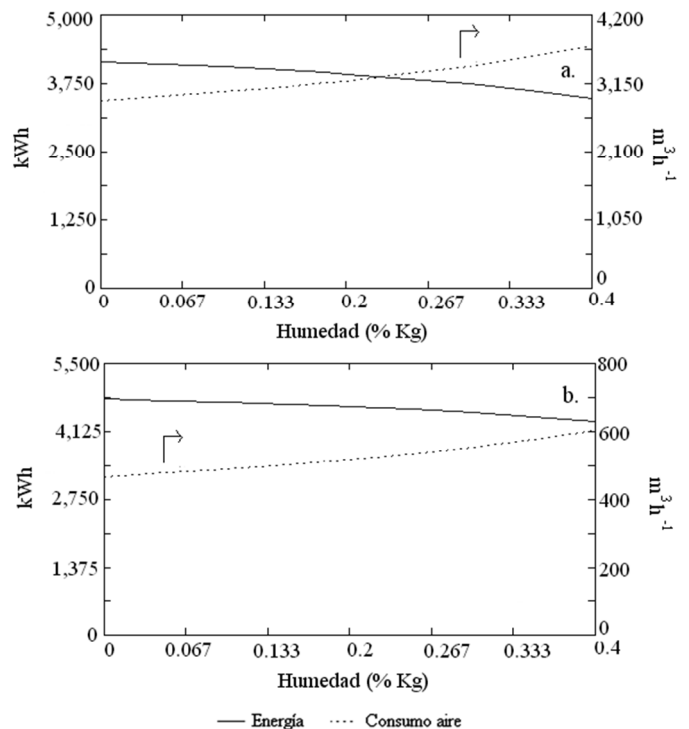 5,000
3,750
2,500
1,250
0
kWh
4,200
3,150
2,100
1,050
0
m³h⁻¹
a.
0 0.067 0.133 0.2 0.267 0.333 0.4
Humedad (% Kg)
5,500
4,125
2,750
1,375
0
kWh
800
600
400
200
0
m³h⁻¹
b.
0 0.067 0.133 0.2 0.267 0.333 0.4
Humedad (% Kg)
Energía Consumo aire